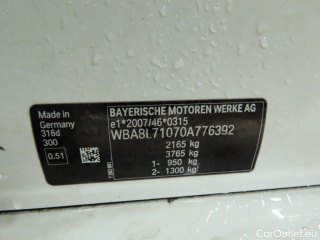 Made in
Germany
316d
300
0.51
BAYERISCHE MOTOREN WERKE AG
e1*2007/46*0315
WBA8L71070A776392
2165 kg
3765 kg
1- 950 kg
2- 1300 kg
CarOutlet.eu